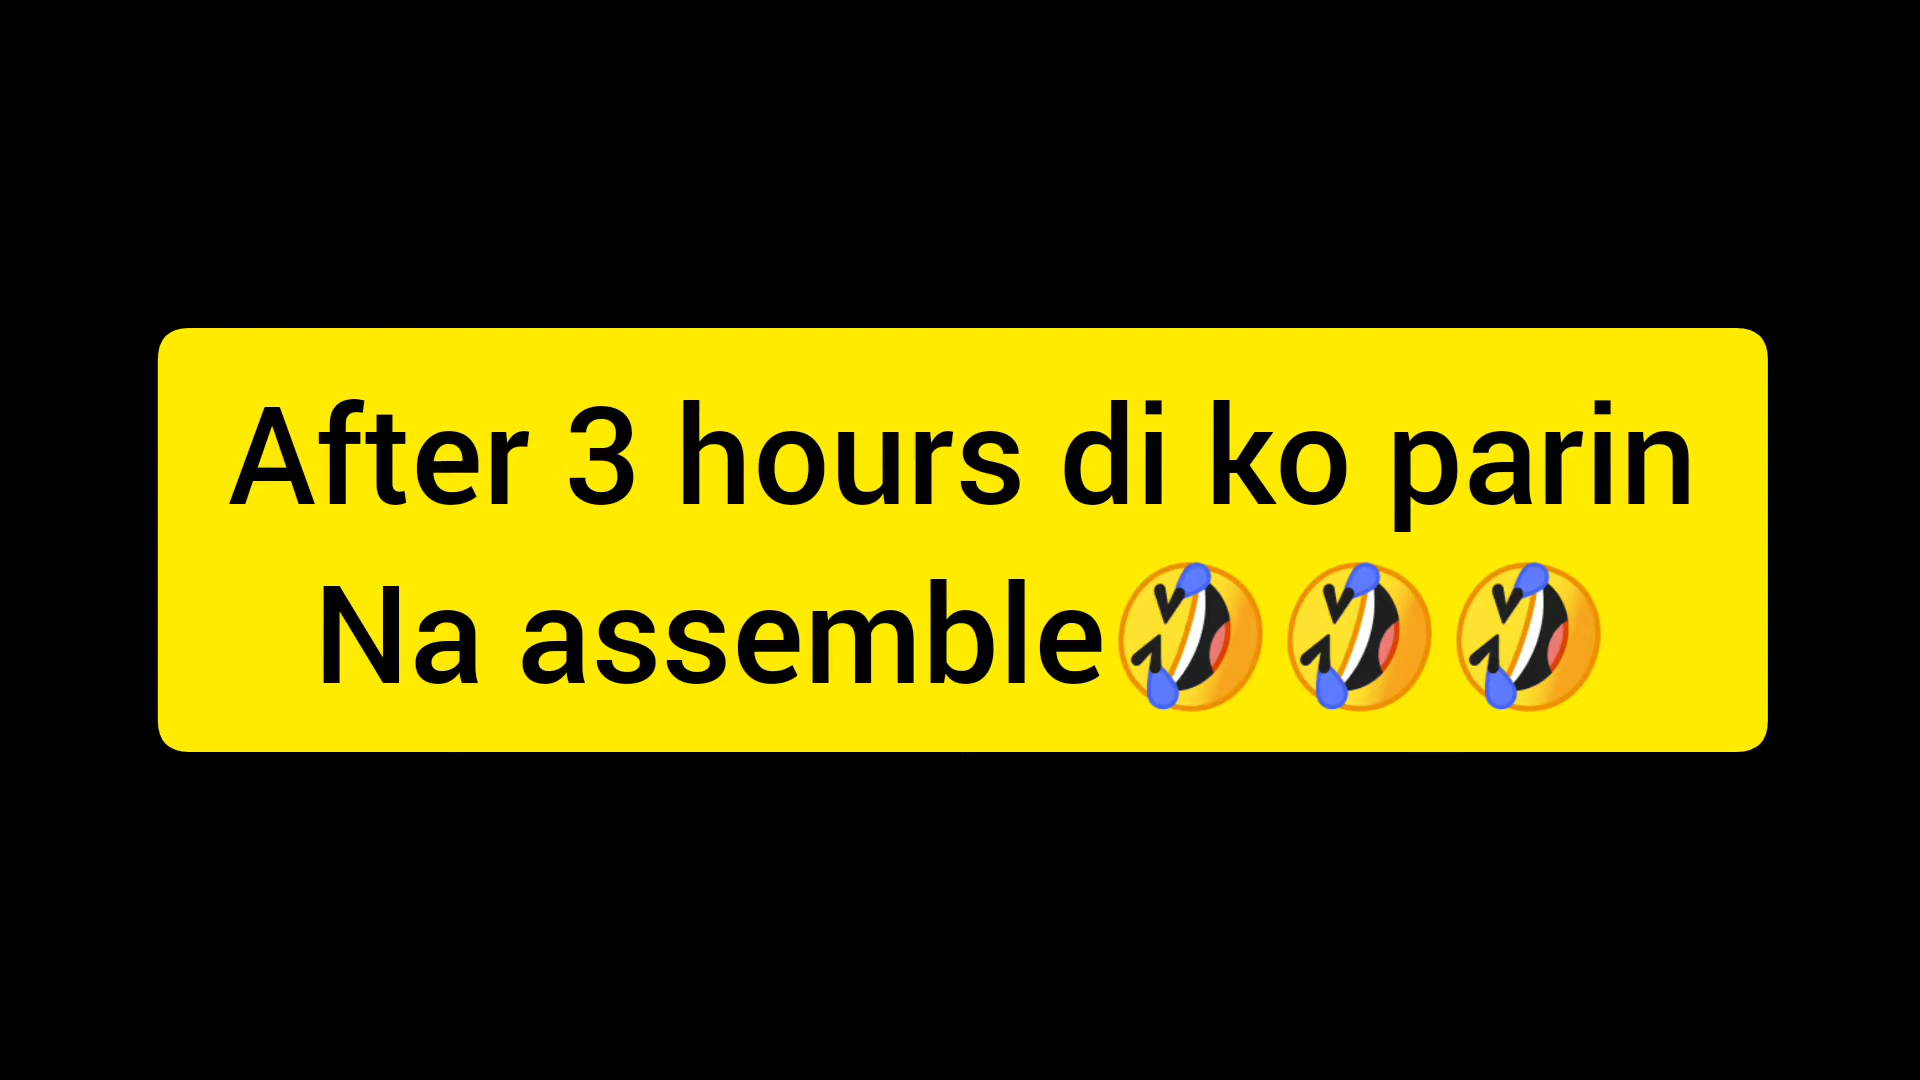 After 3 hours di ko parin
Na assemble🤣🤣🤣